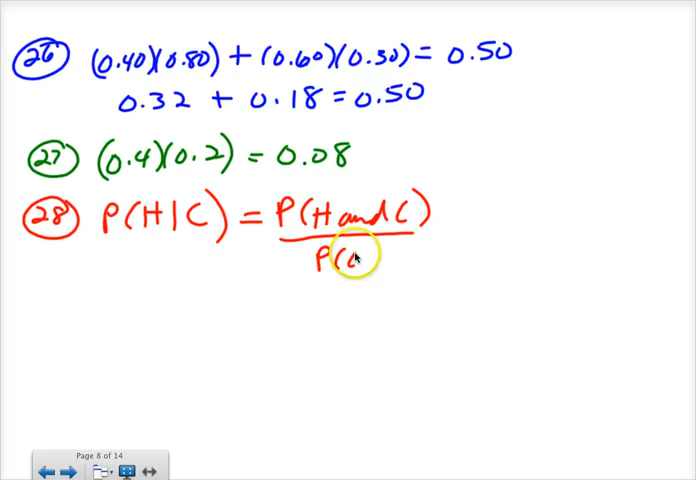 26 (0.40)(0.80) + (0.60)(0.30) = 0.50
0.32 + 0.18 = 0.50
27 (0.4)(0.2) = 0.08
28 P(H|C) = P(H and C)
P(C
Page 8 of 14